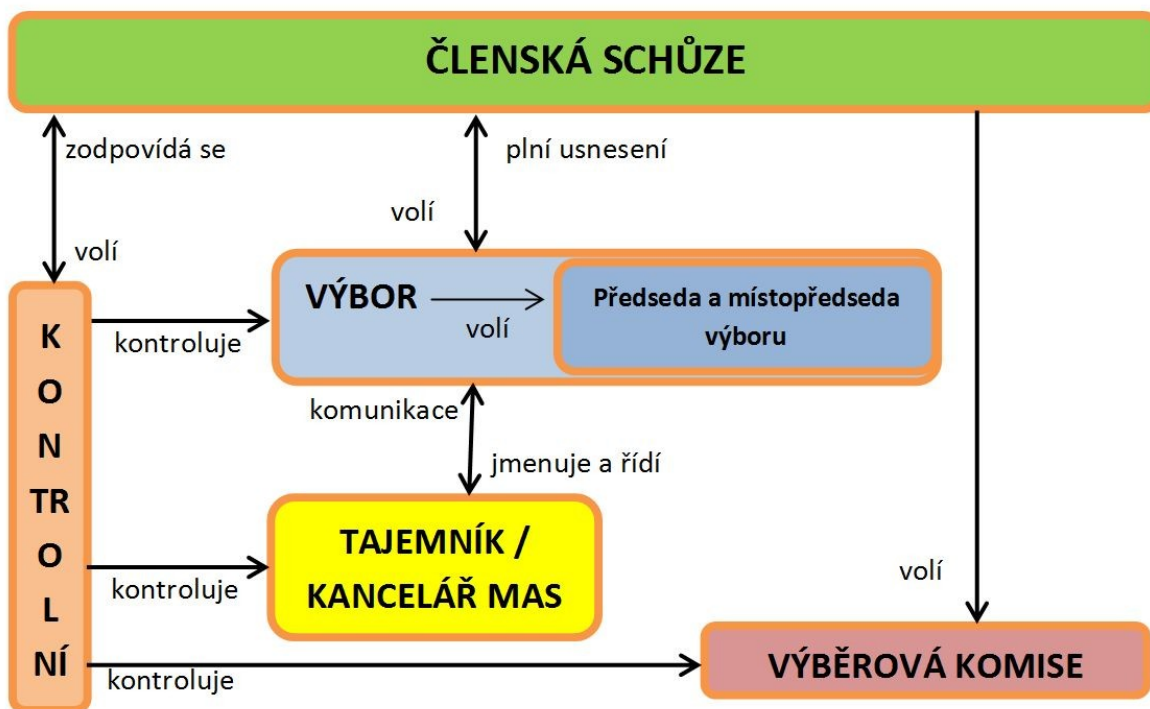 ČLENSKÁ SCHŮZE
zodpovídá se
plní usnesení
volí
volí
VÝBOR
volí
Předseda a místopředseda
výboru
K
O
N
TR
O
L
NÍ
kontroluje
komunikace
jmenuje a řídí
TAJEMNÍK /
KANCELÁŘ MAS
kontroluje
volí
VÝBĚROVÁ KOMISE
kontroluje